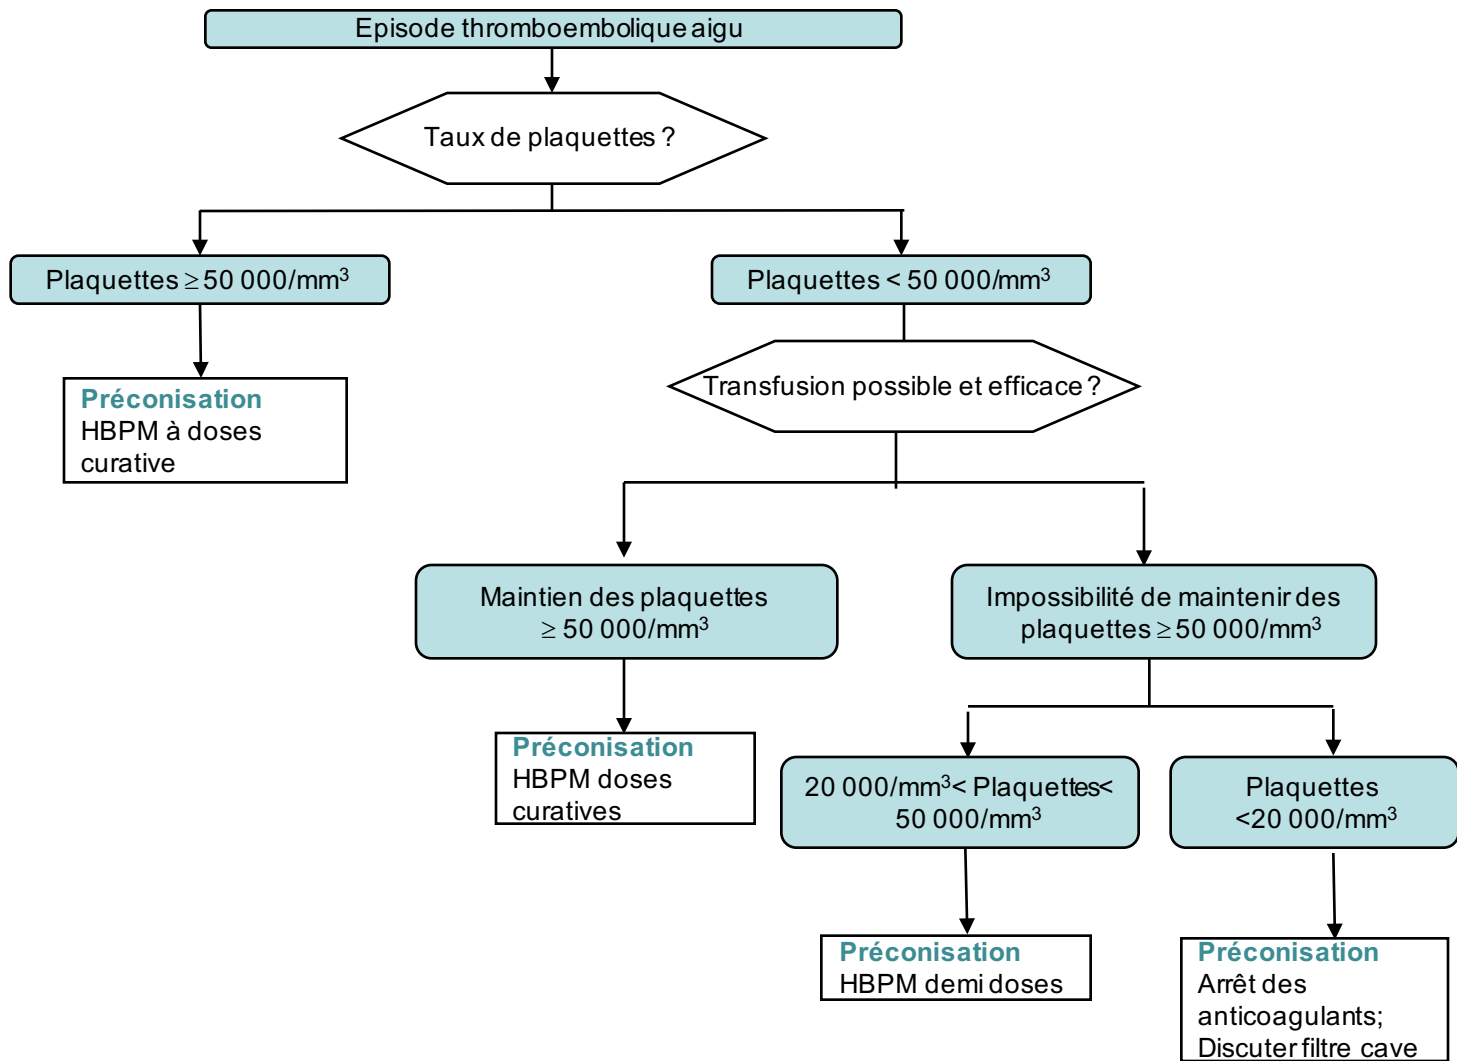 Episode thromboembolique aigu
Taux de plaquettes ?
Plaquettes ≥ 50 000/mm³
Plaquettes < 50 000/mm³
Préconisation
HBPM à doses
curative
Transfusion possible et efficace ?
Maintien des plaquettes
≥ 50 000/mm³
Impossibilité de maintenir des
plaquettes ≥ 50 000/mm³
Préconisation
HBPM doses
curatives
20 000/mm³< Plaquettes<
50 000/mm³
Plaquettes
<20 000/mm³
Préconisation
HBPM demi doses
Préconisation
Arrêt des
anticoagulants;
Discuter filtre cave